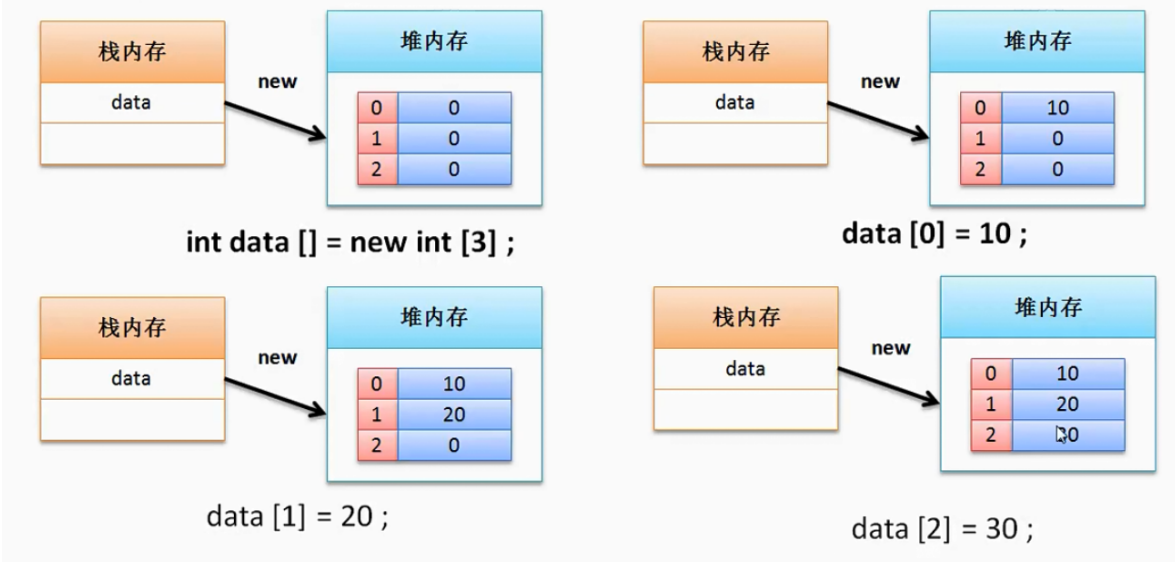 栈内存
堆内存
new
data
0 0
1 0
2 0
int data [] = new int [3] ;
栈内存
堆内存
new
data
0 10
1 0
2 0
data [0] = 10 ;
栈内存
堆内存
new
data
0 10
1 20
2 0
data [1] = 20 ;
栈内存
堆内存
new
data
0 10
1 20
2 30
data [2] = 30 ;